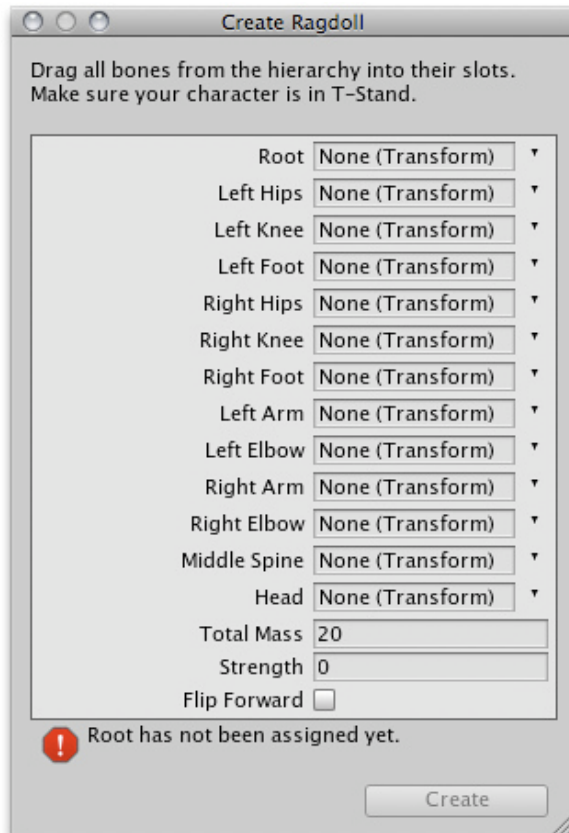 Create Ragdoll
Drag all bones from the hierarchy into their slots.
Make sure your character is in T-Stand.
Root None (Transform)
Left Hips None (Transform)
Left Knee None (Transform)
Left Foot None (Transform)
Right Hips None (Transform)
Right Knee None (Transform)
Right Foot None (Transform)
Left Arm None (Transform)
Left Elbow None (Transform)
Right Arm None (Transform)
Right Elbow None (Transform)
Middle Spine None (Transform)
Head None (Transform)
Total Mass 20
Strength 0
Flip Forward
! Root has not been assigned yet.
Create